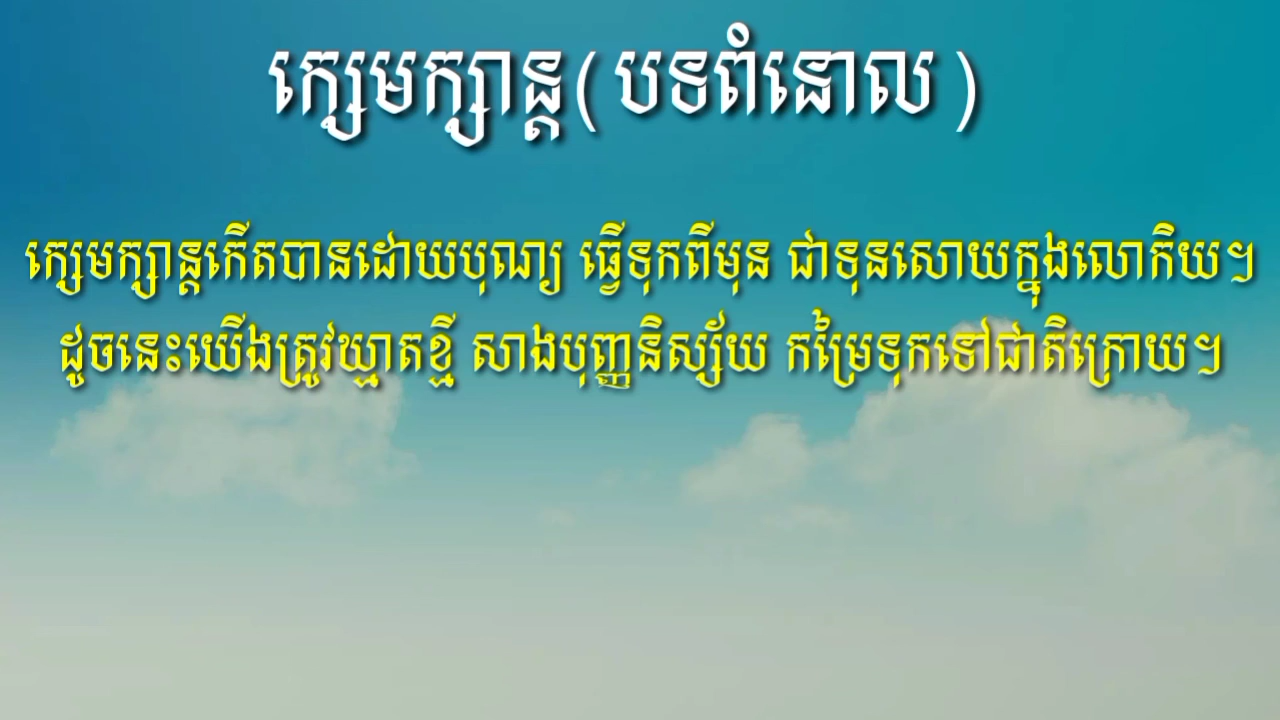 ក្សេមក្សាន្ត(បទពំនោល)
ក្សេមក្សាន្តកើតបានដោយបុណ្យ ធ្វើទុកពីមុន ជាទុនសោយក្នុងលោកិយ។
ដូចនេះយើងត្រូវឃ្មាតខ្មី សាងបុញ្ញនិស្ស័យ កម្រៃទុកទៅជាតិក្រោយ។